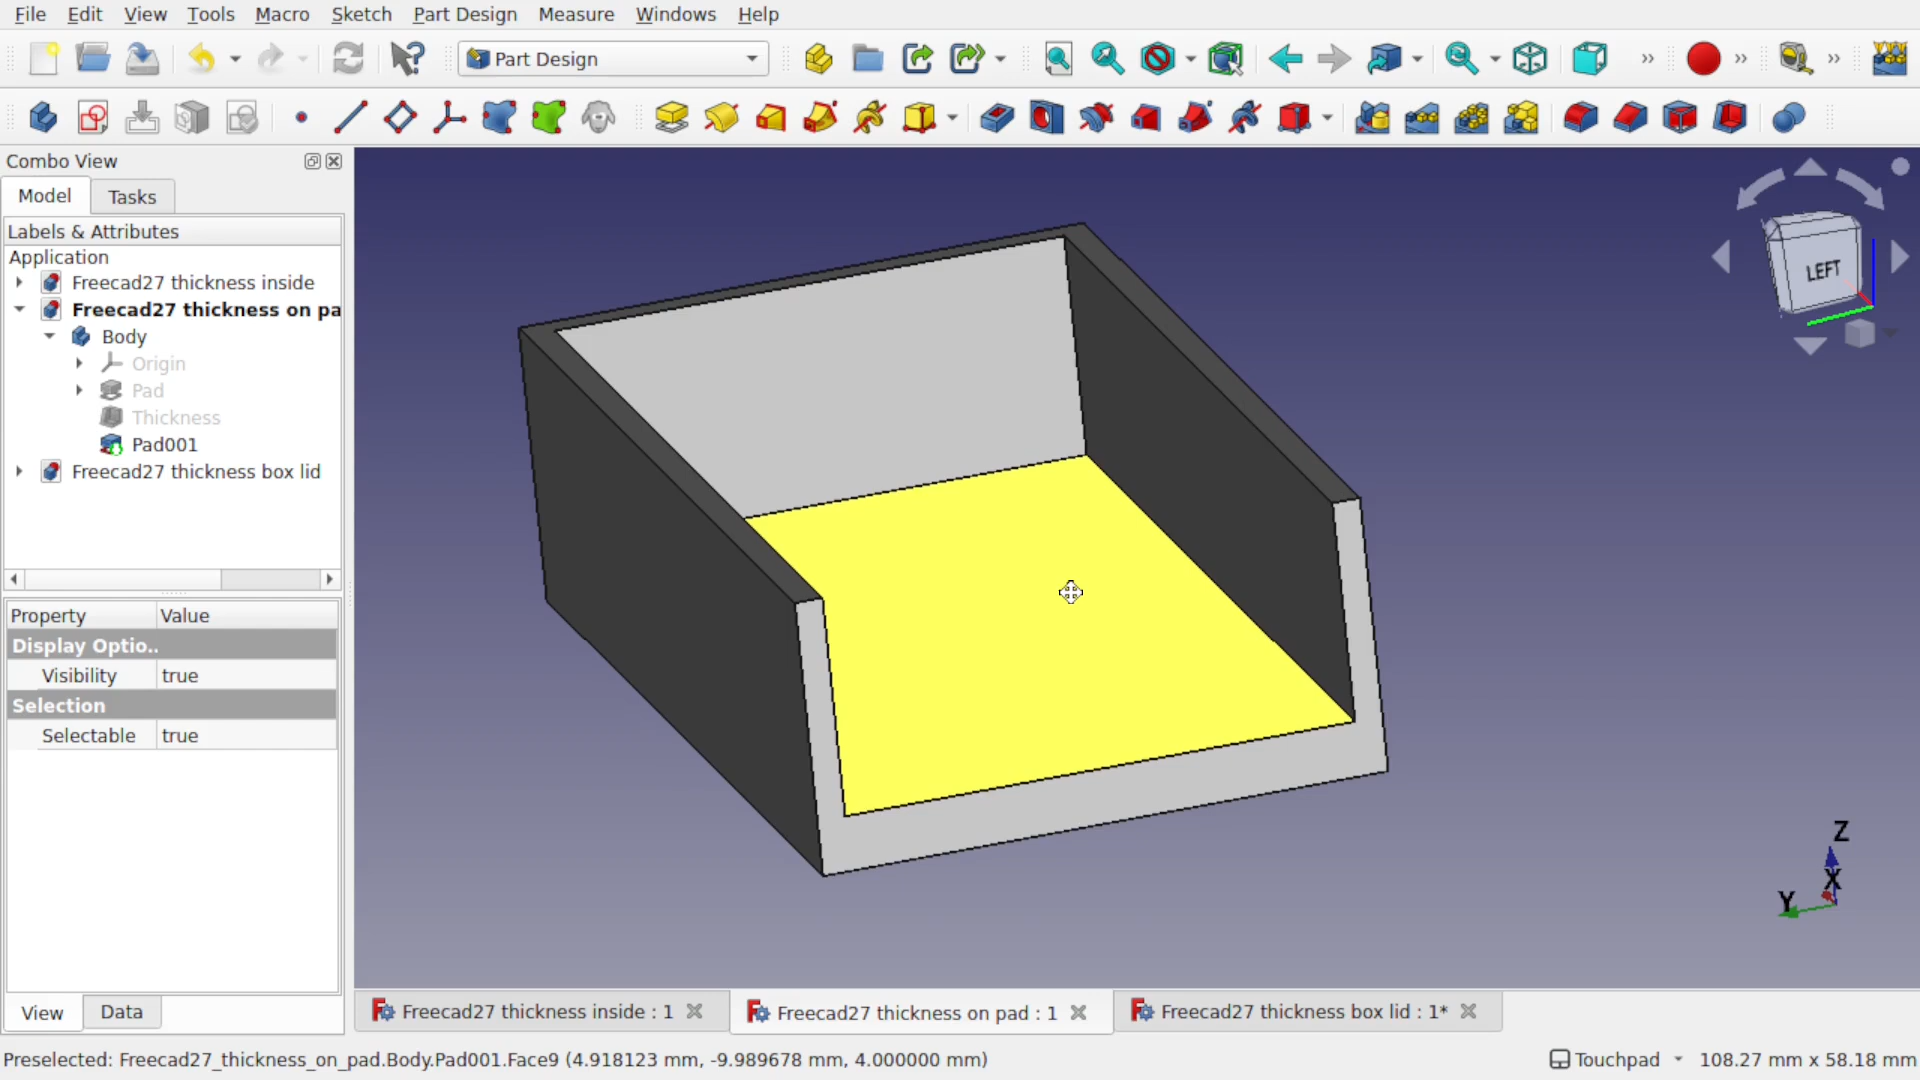 File Edit View Tools Macro Sketch Part Design Measure Windows Help
Part Design
Combo View
Model Tasks
Labels & Attributes
Application
Freecad27 thickness inside
Freecad27 thickness on pa
Body
Origin
Pad
Thickness
Pad001
Freecad27 thickness box lid
Property Value
Display Optio..
Visibility true
Selection
Selectable true
View Data
LEFT
Z
X
Y
Freecad27 thickness inside : 1
Freecad27 thickness on pad : 1
Freecad27 thickness box lid : 1*
Preselected: Freecad27_thickness_on_pad.Body.Pad001.Face9 (4.918123 mm, -9.989678 mm, 4.000000 mm)
Touchpad 108.27 mm x 58.18 mm